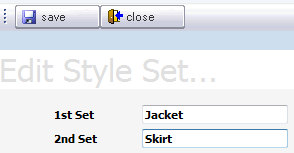 save close
Edit Style Set...
1st Set Jacket
2nd Set Skirt